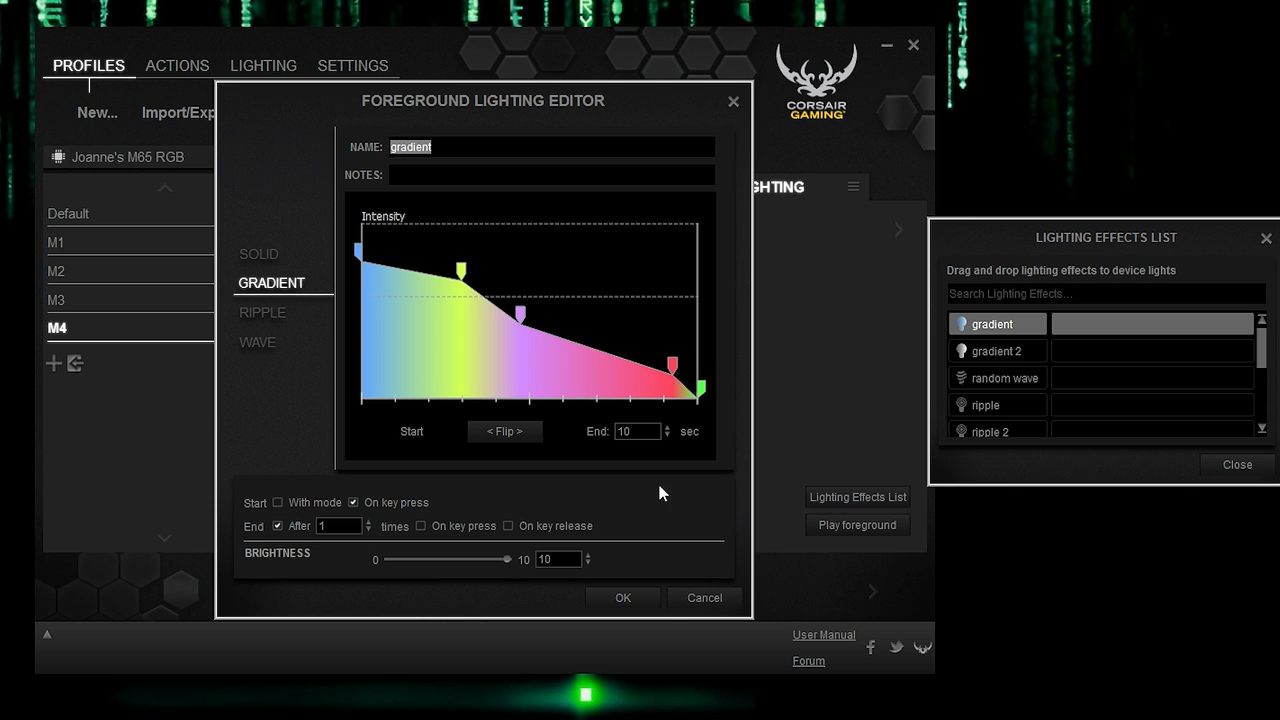 PROFILES ACTIONS LIGHTING SETTINGS
CORSAIR
GAMING
New... Import/Exp
Joanne's M65 RGB
Default
M1
M2
M3
M4
FOREGROUND LIGHTING EDITOR
NAME: gradient
NOTES:
SOLID
GRADIENT
RIPPLE
WAVE
Intensity
Start < Flip > End: 10 sec
Start With mode On key press
End After 1 times On key press On key release
BRIGHTNESS 0 10 10
OK Cancel
GHTING
Lighting Effects List
Play foreground
User Manual
Forum
LIGHTING EFFECTS LIST
Drag and drop lighting effects to device lights
Search Lighting Effects...
gradient
gradient 2
random wave
ripple
ripple 2
Close